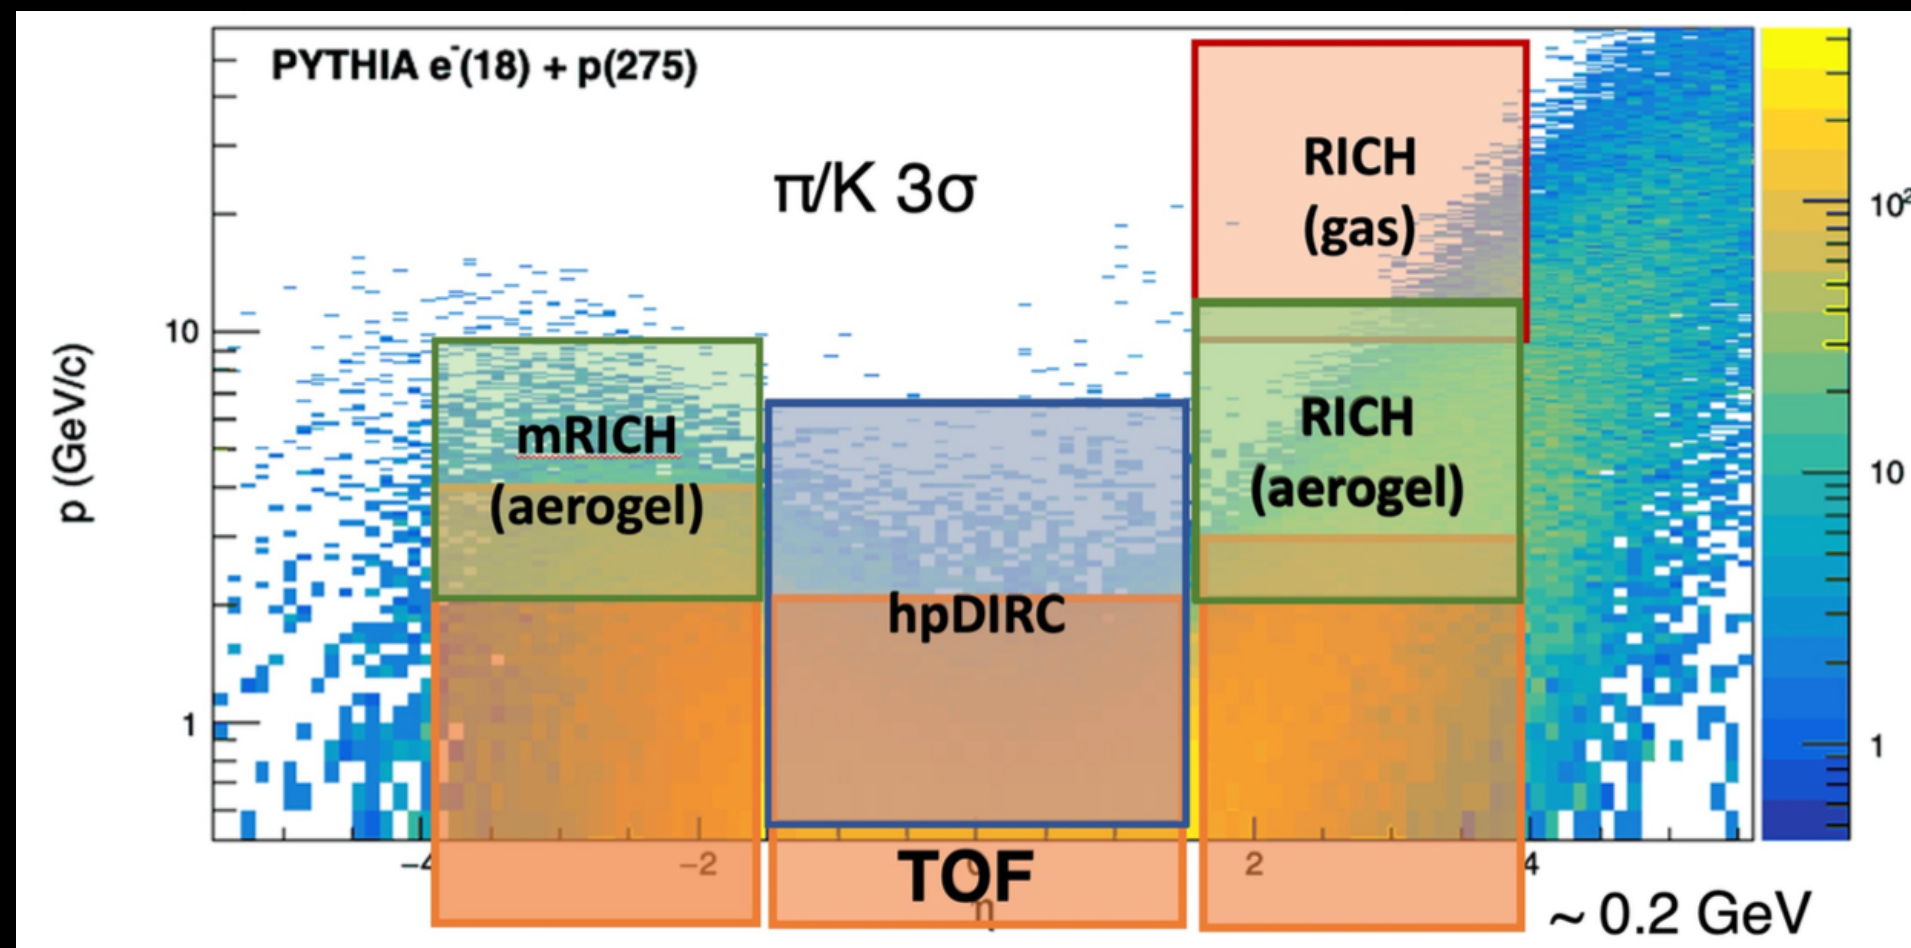 PYTHIA e⁻(18) + p(275)
π/K 3σ
RICH
(gas)
10²
10
mRICH
(aerogel)
RICH
(aerogel)
p (GeV/c)
hpDIRC
10
1
1
−4
−2
0
2
4
TOF
η
~ 0.2 GeV